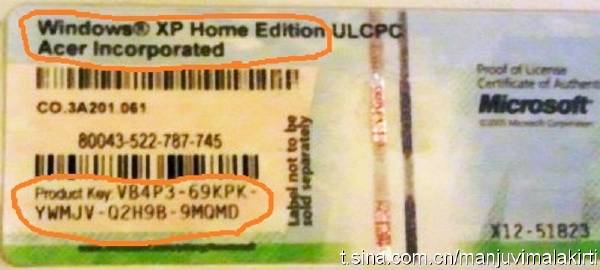 Windows® XP Home Edition ULCPC
Acer Incorporated
Proof of License
Certificate of Authenti
Microsoft
©2005 Microsoft Corporation
CO.3A201.061
80043-522-787-745
Label not to be
sold separately
Product Key: VB4P3-69KPK-
YWMJV-Q2H9B-9MQMD
X12-51823
t.sina.com.cn/manjuvimalakirti